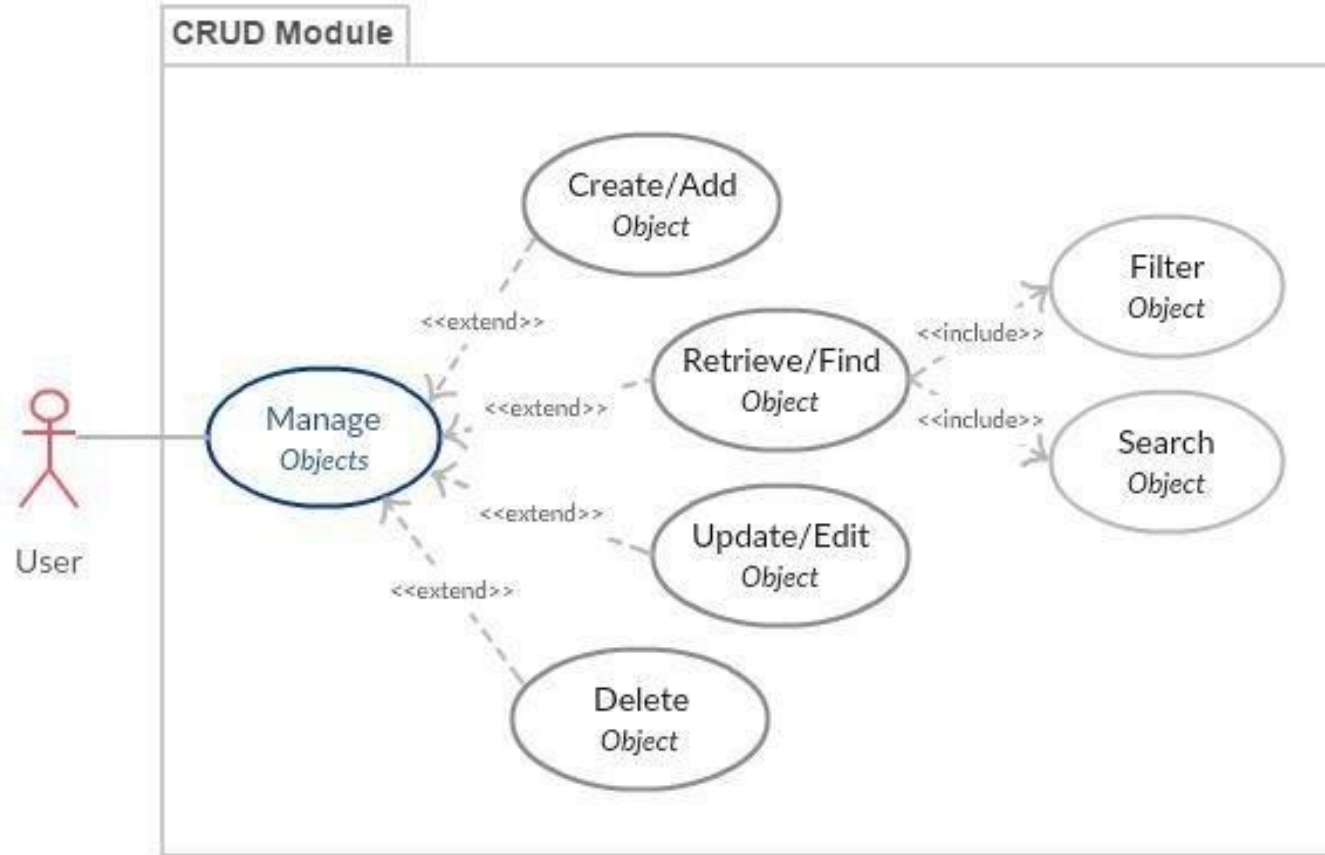 CRUD Module
Create/Add
Object
Filter
Object
<<extend>>
<<include>>
Retrieve/Find
Object
Manage
Objects
<<extend>>
<<include>>
Search
Object
<<extend>>
Update/Edit
Object
User
<<extend>>
Delete
Object